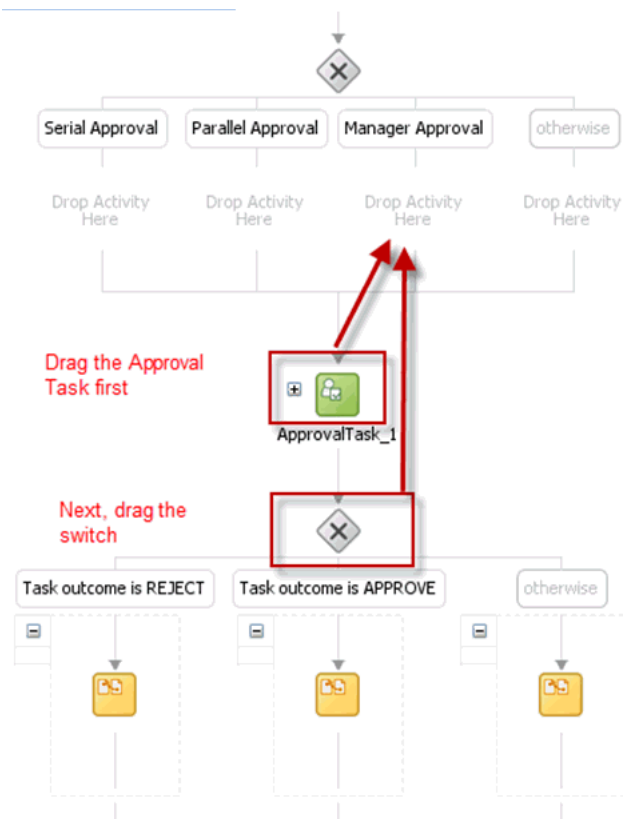 Serial Approval
Parallel Approval
Manager Approval
otherwise
Drop Activity
Here
Drop Activity
Here
Drop Activity
Here
Drop Activity
Here
Drag the Approval
Task first
ApprovalTask_1
Next, drag the
switch
Task outcome is REJECT
Task outcome is APPROVE
otherwise